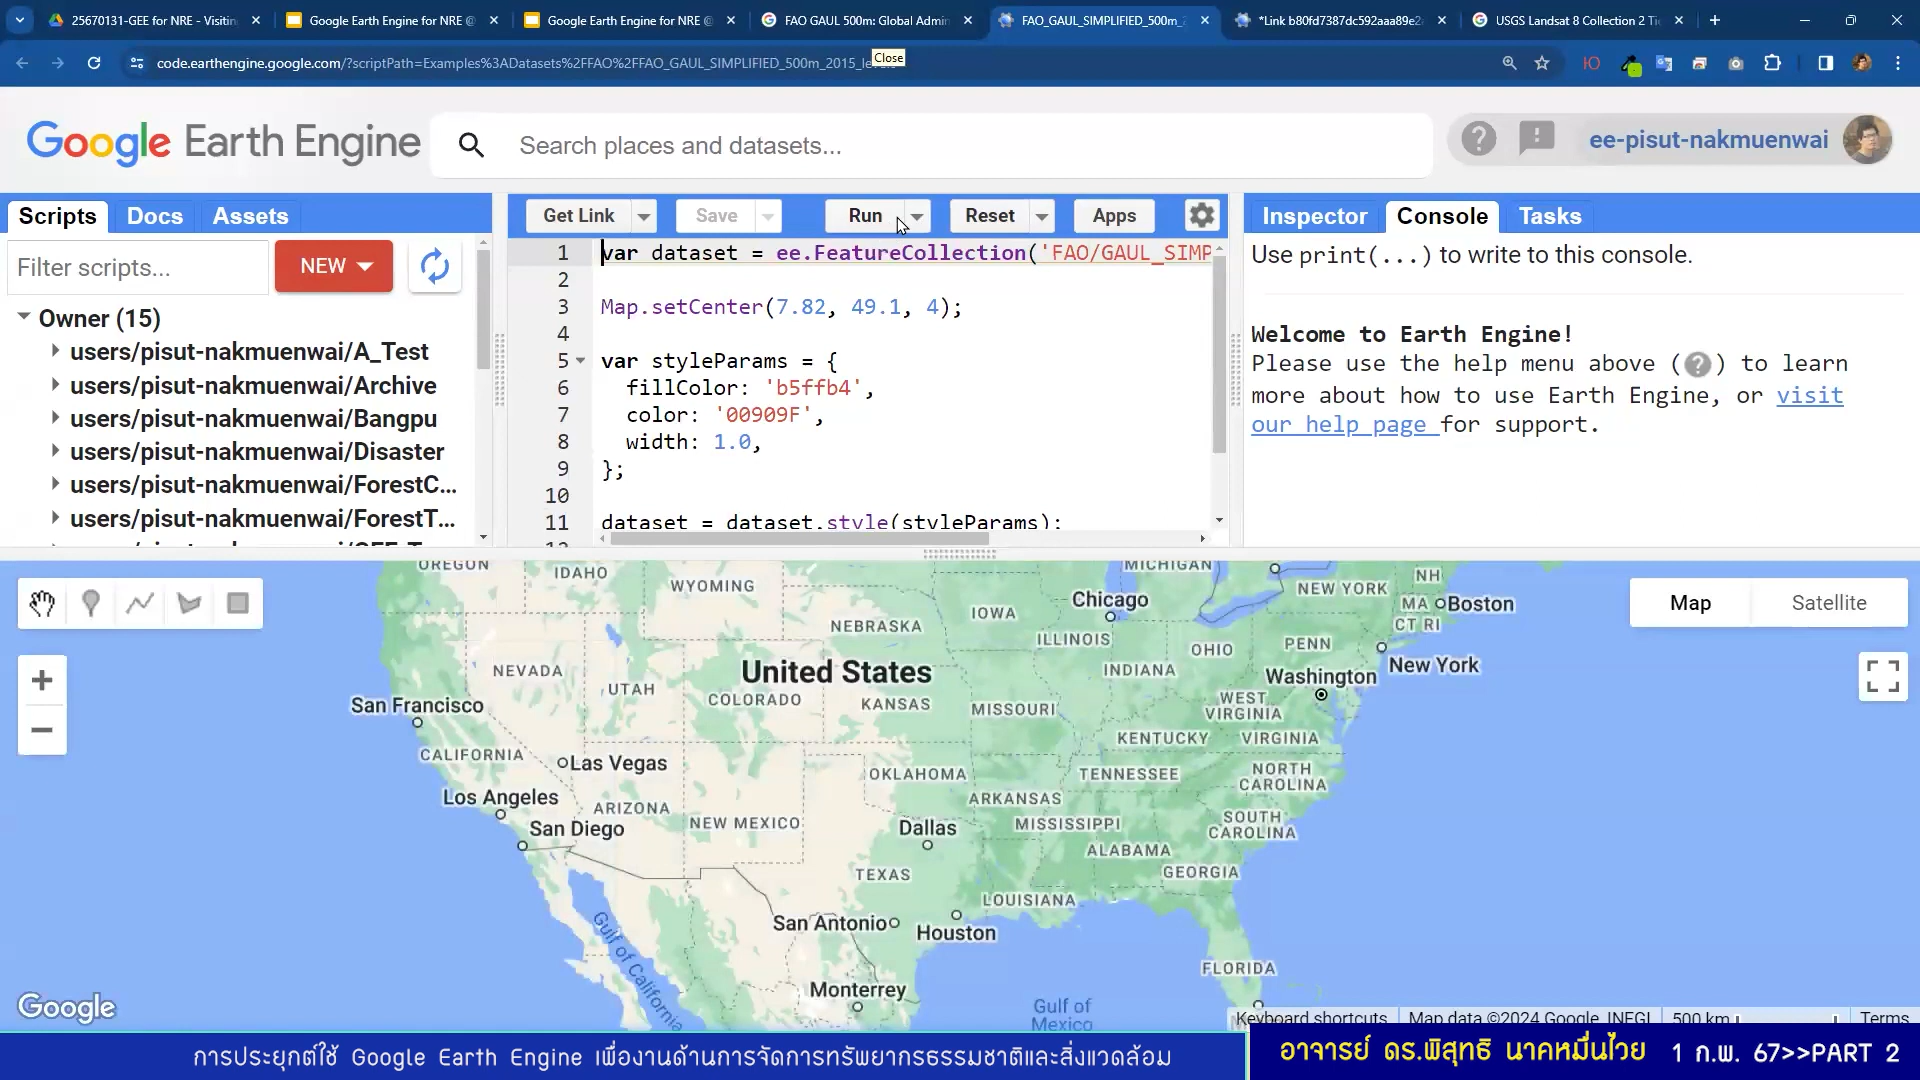 25670131-GEE for NRE - Visitin
Google Earth Engine for NRE @
Google Earth Engine for NRE @
FAO GAUL 500m: Global Admin
FAO_GAUL_SIMPLIFIED_500m_2
*Link b80fd7387dc592aaa89e2
USGS Landsat 8 Collection 2 Tie
code.earthengine.google.com/?scriptPath=Examples%3ADatasets%2FFAO%2FFAO_GAUL_SIMPLIFIED_500m_2015_level
Close
Google Earth Engine
Search places and datasets...
ee-pisut-nakmuenwai
Scripts Docs Assets
Get Link Save Run Reset Apps
Inspector Console Tasks
Filter scripts...
NEW
Owner (15)
users/pisut-nakmuenwai/A_Test
users/pisut-nakmuenwai/Archive
users/pisut-nakmuenwai/Bangpu
users/pisut-nakmuenwai/Disaster
users/pisut-nakmuenwai/ForestC...
users/pisut-nakmuenwai/ForestT...
1 var dataset = ee.FeatureCollection('FAO/GAUL_SIMP
2
3 Map.setCenter(7.82, 49.1, 4);
4
5 var styleParams = {
6 fillColor: 'b5ffb4',
7 color: '00909F',
8 width: 1.0,
9 };
10
11 dataset = dataset.style(styleParams);
12
Use print(...) to write to this console.
Welcome to Earth Engine!
Please use the help menu above (?) to learn
more about how to use Earth Engine, or visit
our help page for support.
Map Satellite
OREGON
IDAHO
WYOMING
MICHIGAN
NEW YORK
NH
MA
Boston
CT RI
Chicago
IOWA
NEBRASKA
ILLINOIS
OHIO
PENN
New York
NEVADA
UTAH
United States
COLORADO
KANSAS
MISSOURI
INDIANA
Washington
WEST
VIRGINIA
San Francisco
KENTUCKY
VIRGINIA
CALIFORNIA
Las Vegas
OKLAHOMA
TENNESSEE
NORTH
CAROLINA
Los Angeles
ARIZONA
NEW MEXICO
ARKANSAS
San Diego
Dallas
MISSISSIPPI
SOUTH
CAROLINA
ALABAMA
TEXAS
GEORGIA
LOUISIANA
San Antonio
Houston
Gulf of California
FLORIDA
Monterrey
Gulf of
Mexico
Google
Keyboard shortcuts Map data ©2024 Google, INEGI 500 km Terms
การประยุกต์ใช้ Google Earth Engine เพื่องานด้านการจัดการทรัพยากรธรรมชาติและสิ่งแวดล้อม
อาจารย์ ดร.พิสุทธิ นาคหมื่นไวย 1 ก.พ. 67>>PART 2